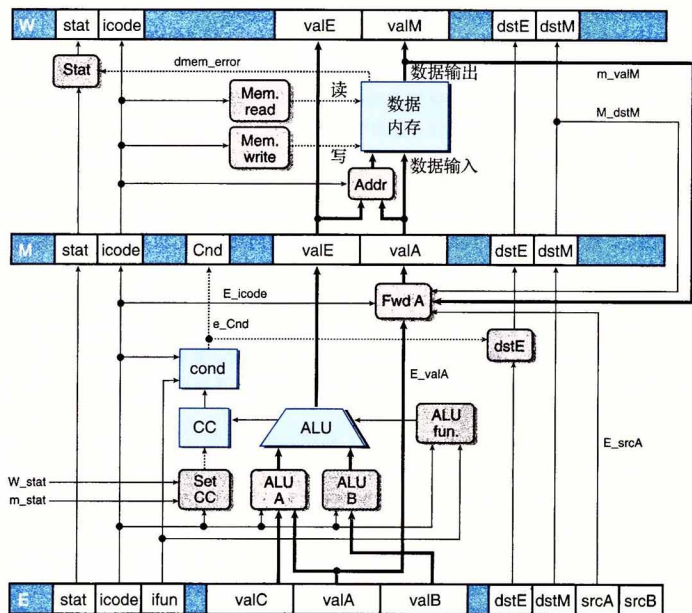 W stat icode valE valM dstE dstM
Stat
dmem_error
数据输出
m_valM
Mem.
read
读
数据
内存
M_dstM
Mem.
write
写
数据输入
Addr
M stat icode Cnd valE valA dstE dstM
E_icode
Fwd A
e_Cnd
dstE
cond
E_valA
CC
ALU
ALU
fun.
E_srcA
W_stat
m_stat
Set
CC
ALU
A
ALU
B
E stat icode ifun valC valA valB dstE dstM srcA srcB